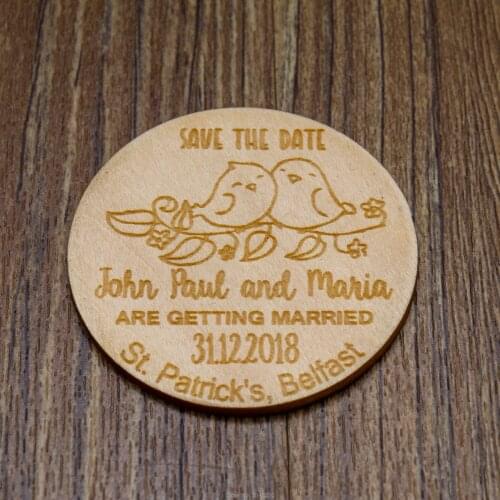 SAVE THE DATE
John Paul and Maria
ARE GETTING MARRIED
31.12.2018
St. Patrick's, Belfast